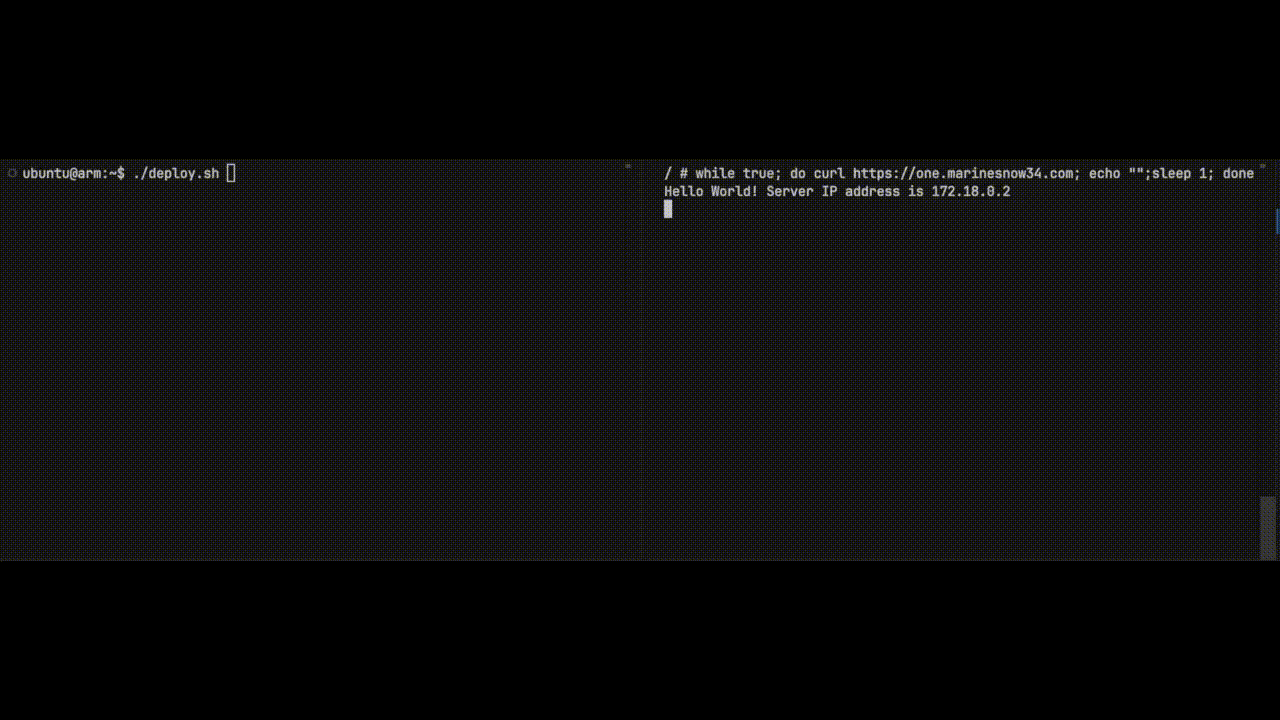 ubuntu@arm:~$ ./deploy.sh
/ # while true; do curl https://one.marinesnow34.com; echo "";sleep 1; done
Hello World! Server IP address is 172.18.0.2